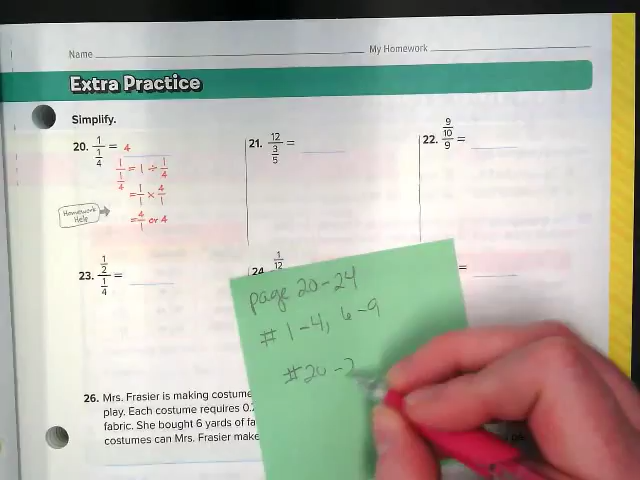 Name
My Homework
Extra Practice
Simplify.
20. 1 / 1/4 = 4
1 / 1/4 = 1 ÷ 1/4
= 1/1 × 4/1
= 4/1 or 4
Homework Help
21. 12 / 3/5 =
22. 9/10 / 9 =
23. 1/2 / 1/4 =
24. 1/12
=
page 20-24
# 1-4, 6-9
#20 -2
26. Mrs. Frasier is making costume
play. Each costume requires 0.
fabric. She bought 6 yards of fa
costumes can Mrs. Frasier make